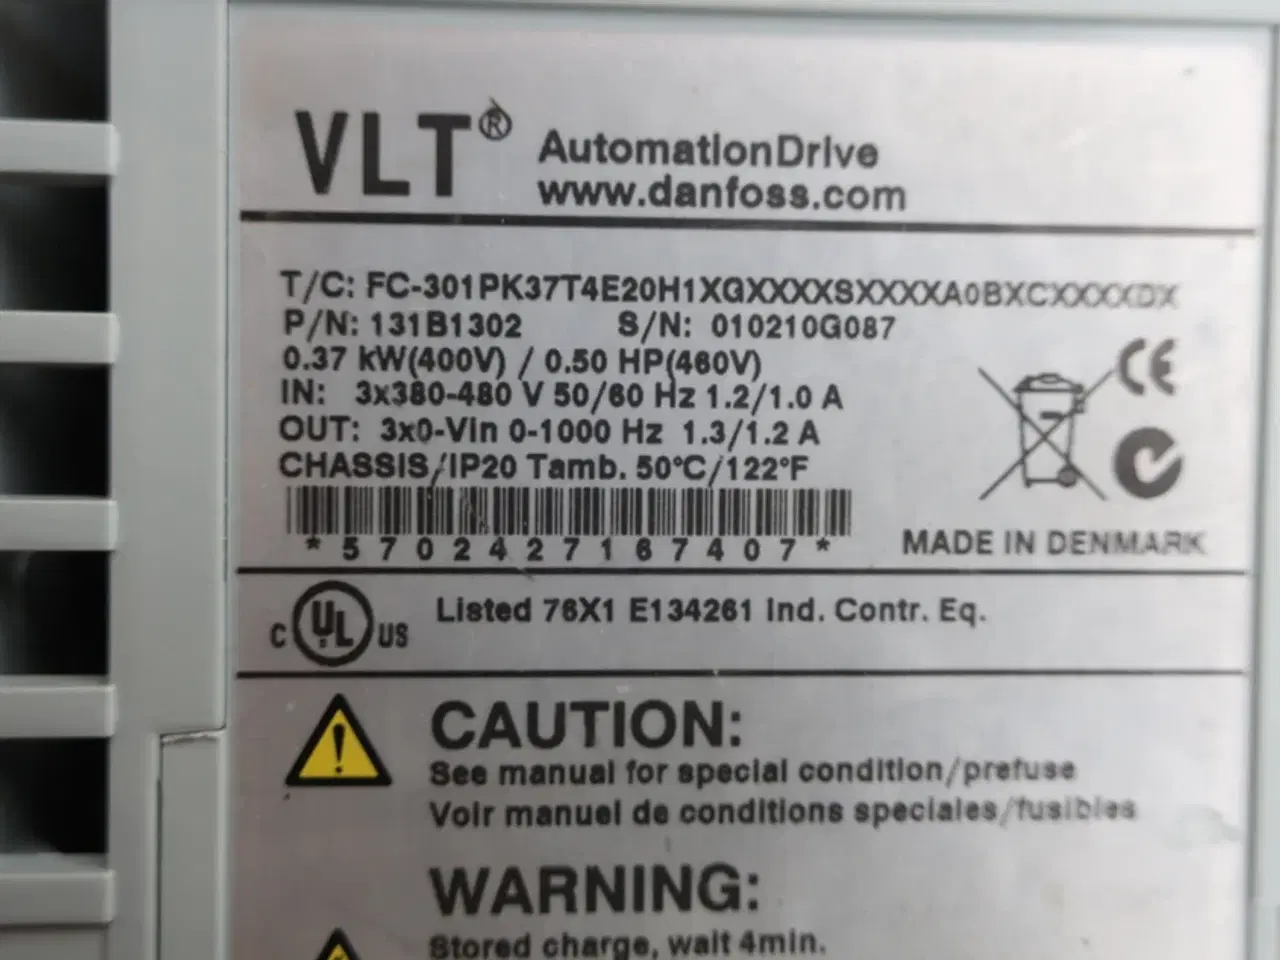 VLT®
AutomationDrive
www.danfoss.com
T/C: FC-301PK37T4E20H1XGXXXXSXXXXA0BXCXXXXDX
P/N: 131B1302 S/N: 010210G087
0.37 kW(400V) / 0.50 HP(460V)
IN: 3x380-480 V 50/60 Hz 1.2/1.0 A
OUT: 3x0-Vin 0-1000 Hz 1.3/1.2 A
CHASSIS/IP20 Tamb. 50°C/122°F
*5702427167407*
CE
MADE IN DENMARK
C UL US
Listed 76X1 E134261 Ind. Contr. Eq.
CAUTION:
See manual for special condition/prefuse
Voir manuel de conditions speciales/fusibles
WARNING:
Stored charge, wait 4min.